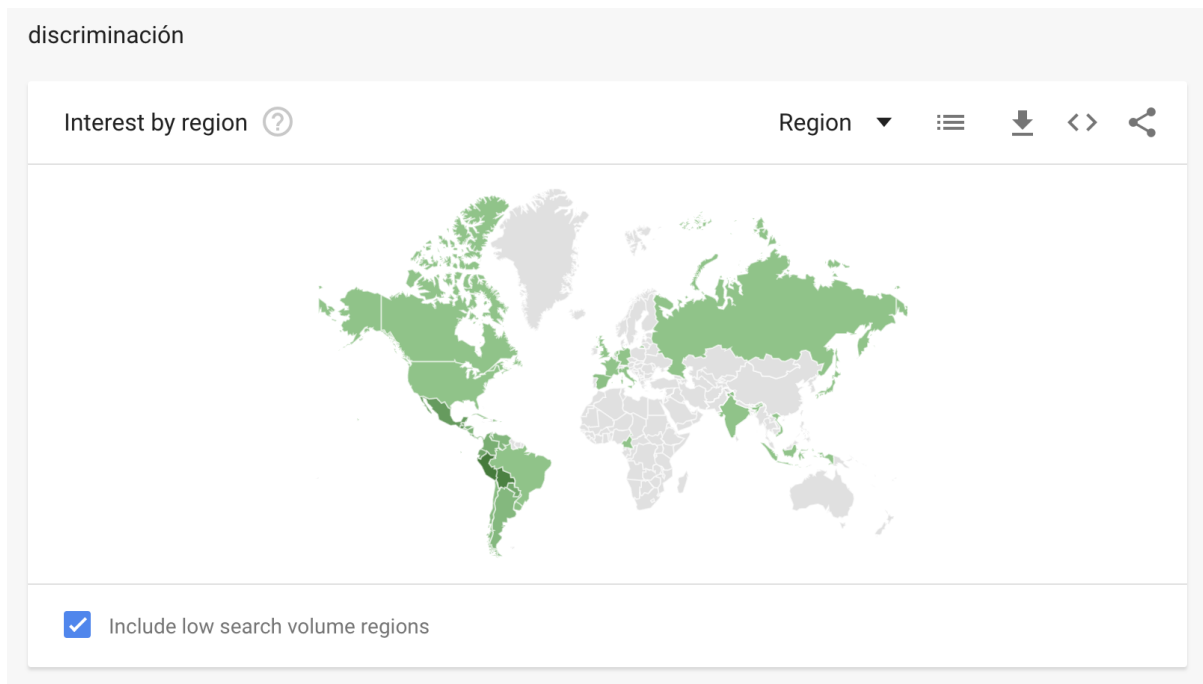 discriminación
Interest by region ?
Region
Include low search volume regions